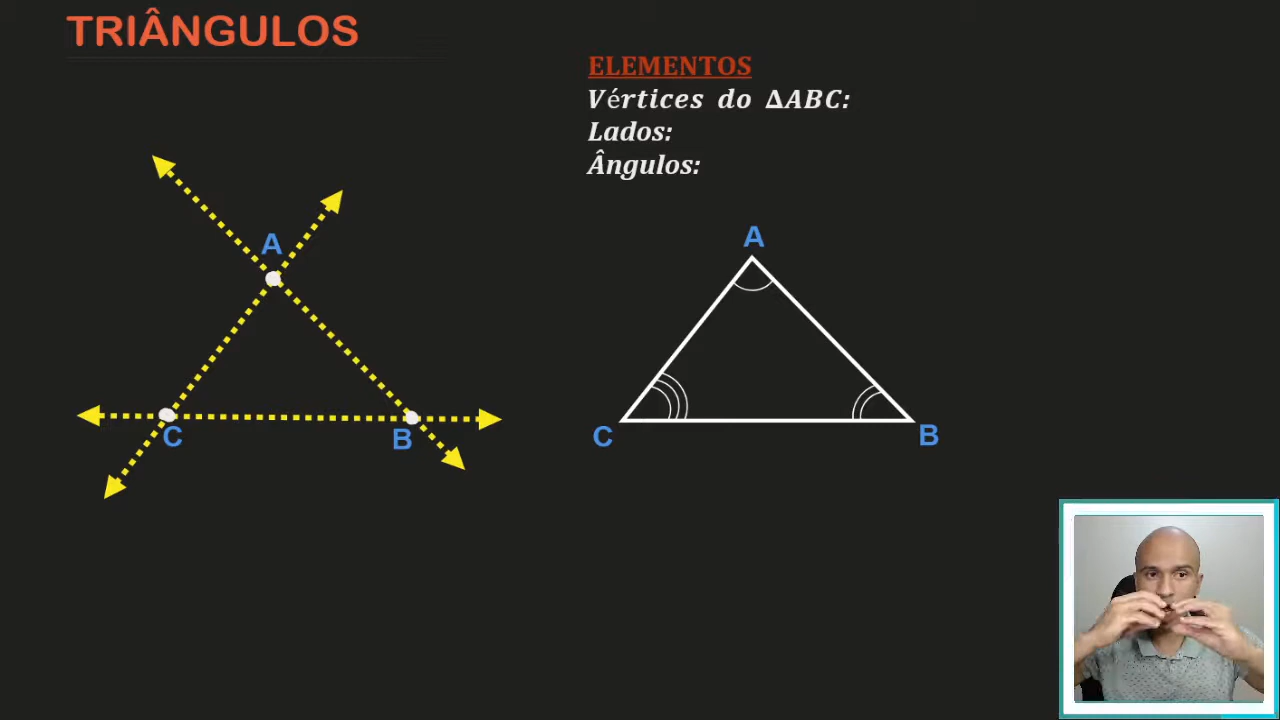 TRIÂNGULOS
ELEMENTOS
Vértices do ΔABC:
Lados:
Ângulos:
A
C
B
A
C
B